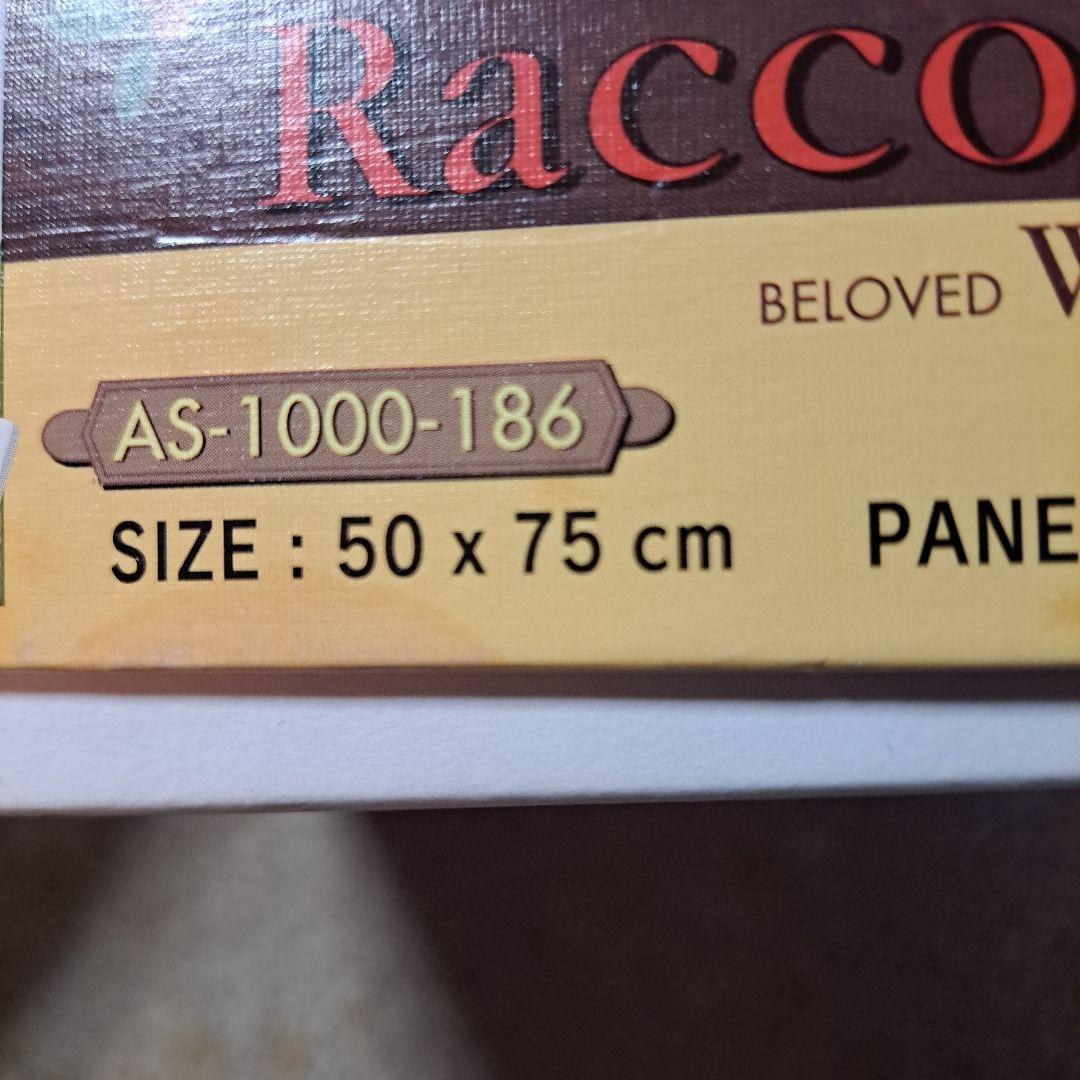 Racco
BELOVED W
AS-1000-186
SIZE : 50 x 75 cm PANE